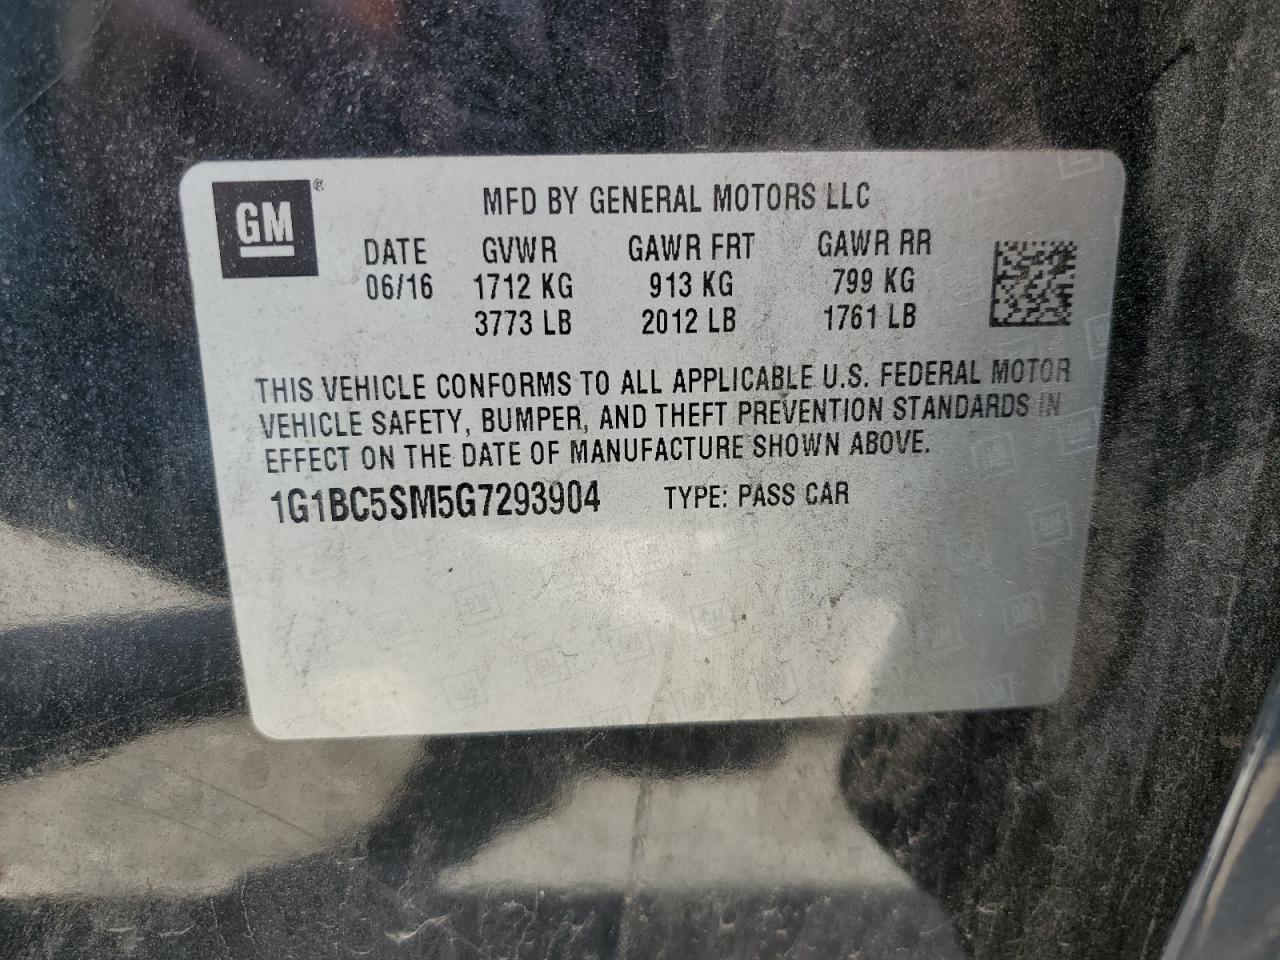 GM®
MFD BY GENERAL MOTORS LLC
DATE GVWR GAWR FRT GAWR RR
06/16 1712 KG 913 KG 799 KG
3773 LB 2012 LB 1761 LB
THIS VEHICLE CONFORMS TO ALL APPLICABLE U.S. FEDERAL MOTOR
VEHICLE SAFETY, BUMPER, AND THEFT PREVENTION STANDARDS IN
EFFECT ON THE DATE OF MANUFACTURE SHOWN ABOVE.
1G1BC5SM5G7293904 TYPE: PASS CAR